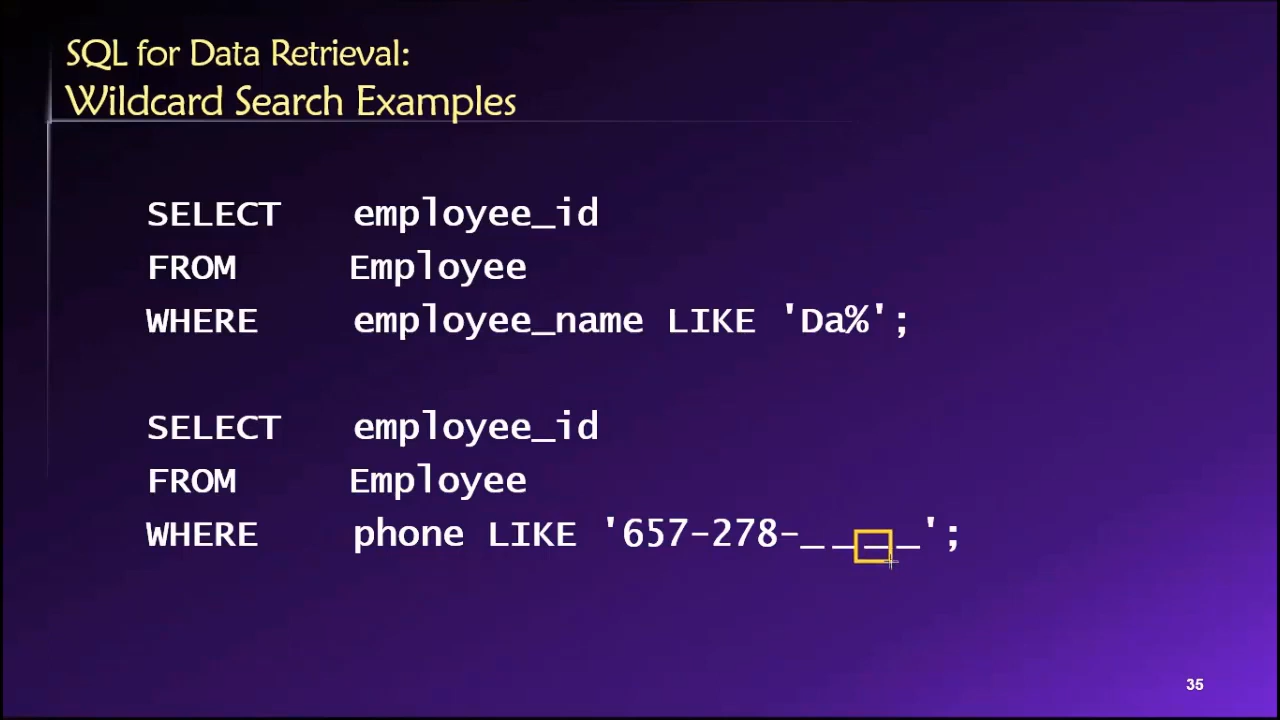 SQL for Data Retrieval:
Wildcard Search Examples
SELECT employee_id
FROM Employee
WHERE employee_name LIKE 'Da%';
SELECT employee_id
FROM Employee
WHERE phone LIKE '657-278-_ _ _ _';
35